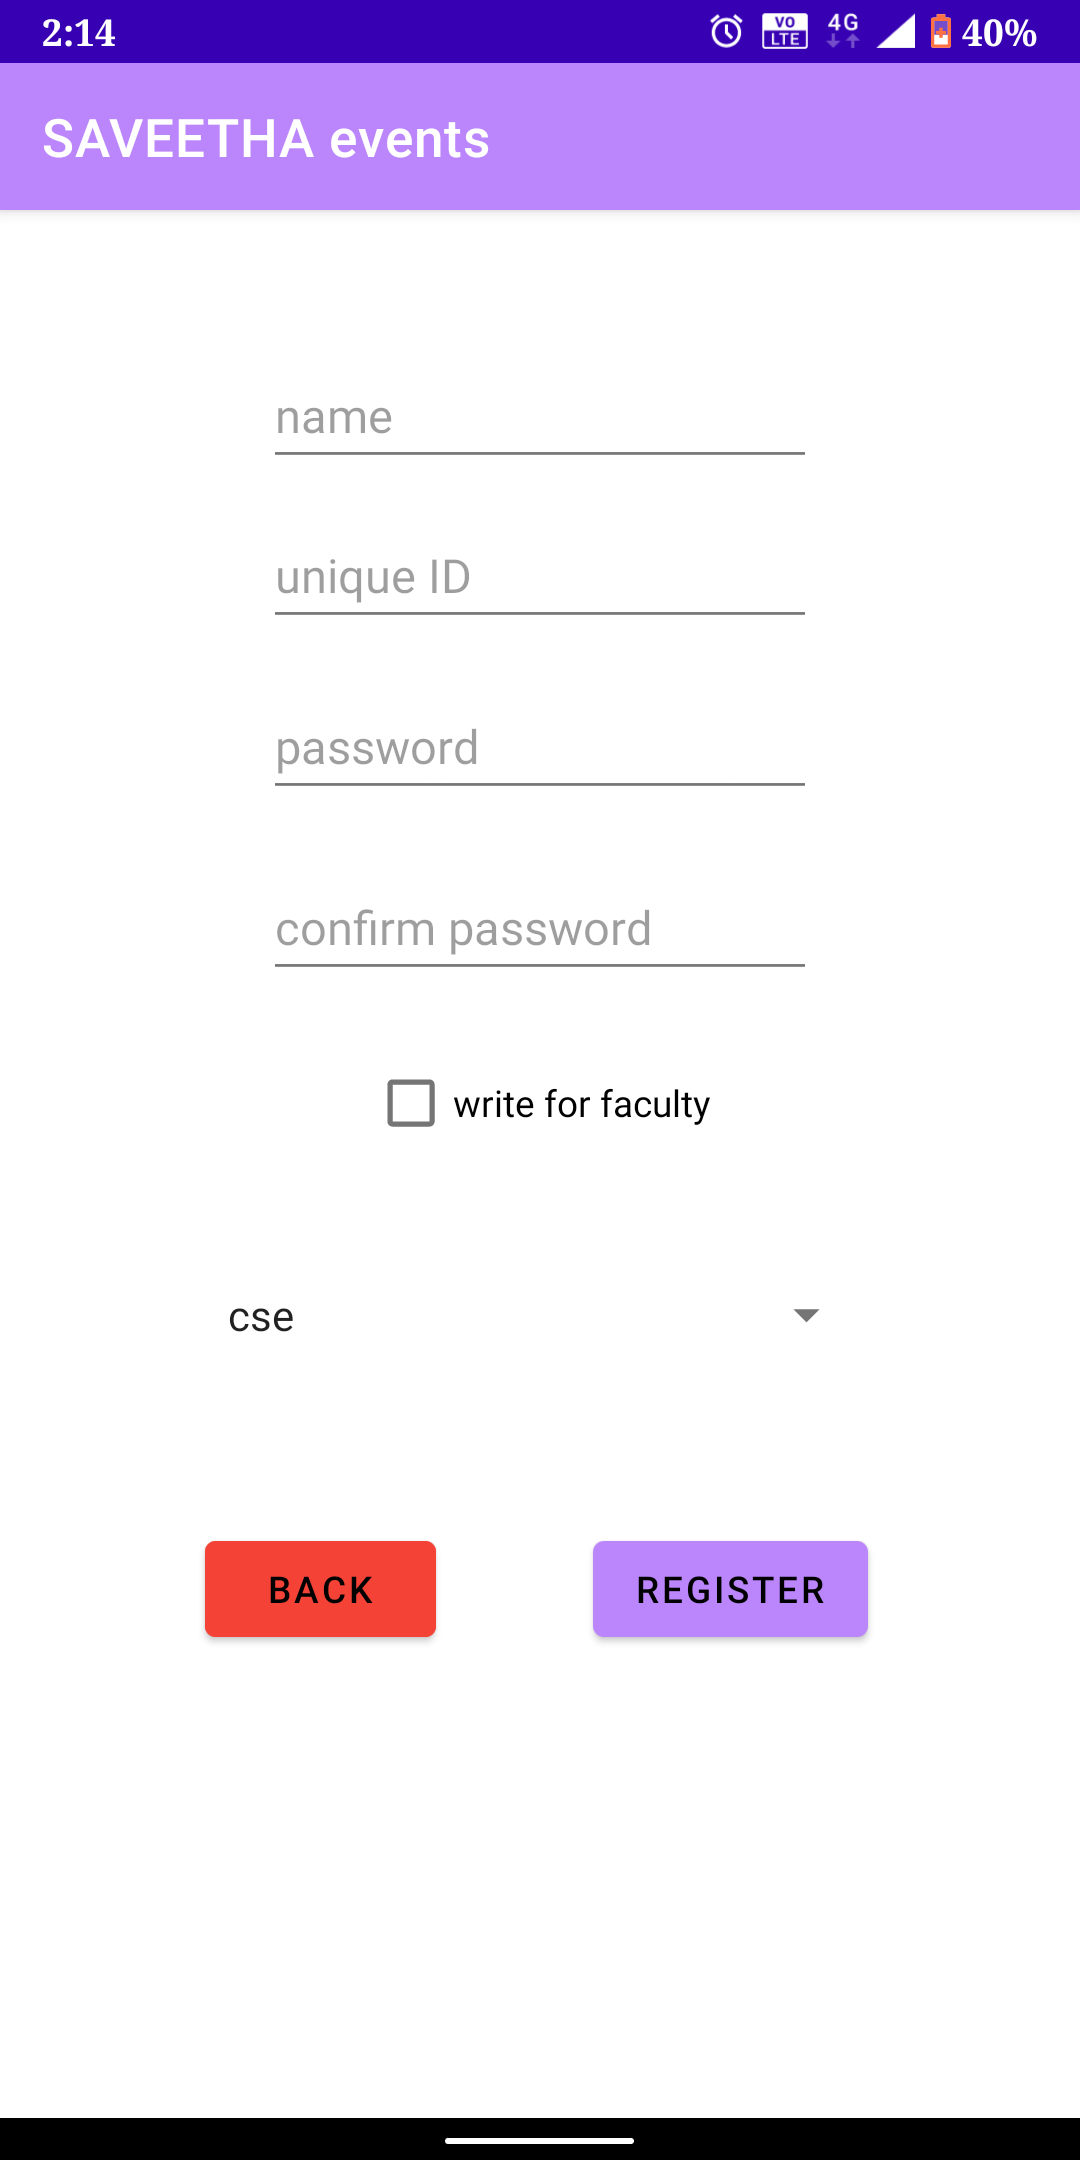 2:14 VO LTE 4G 40%
SAVEETHA events
name
unique ID
password
confirm password
write for faculty
cse
BACK REGISTER